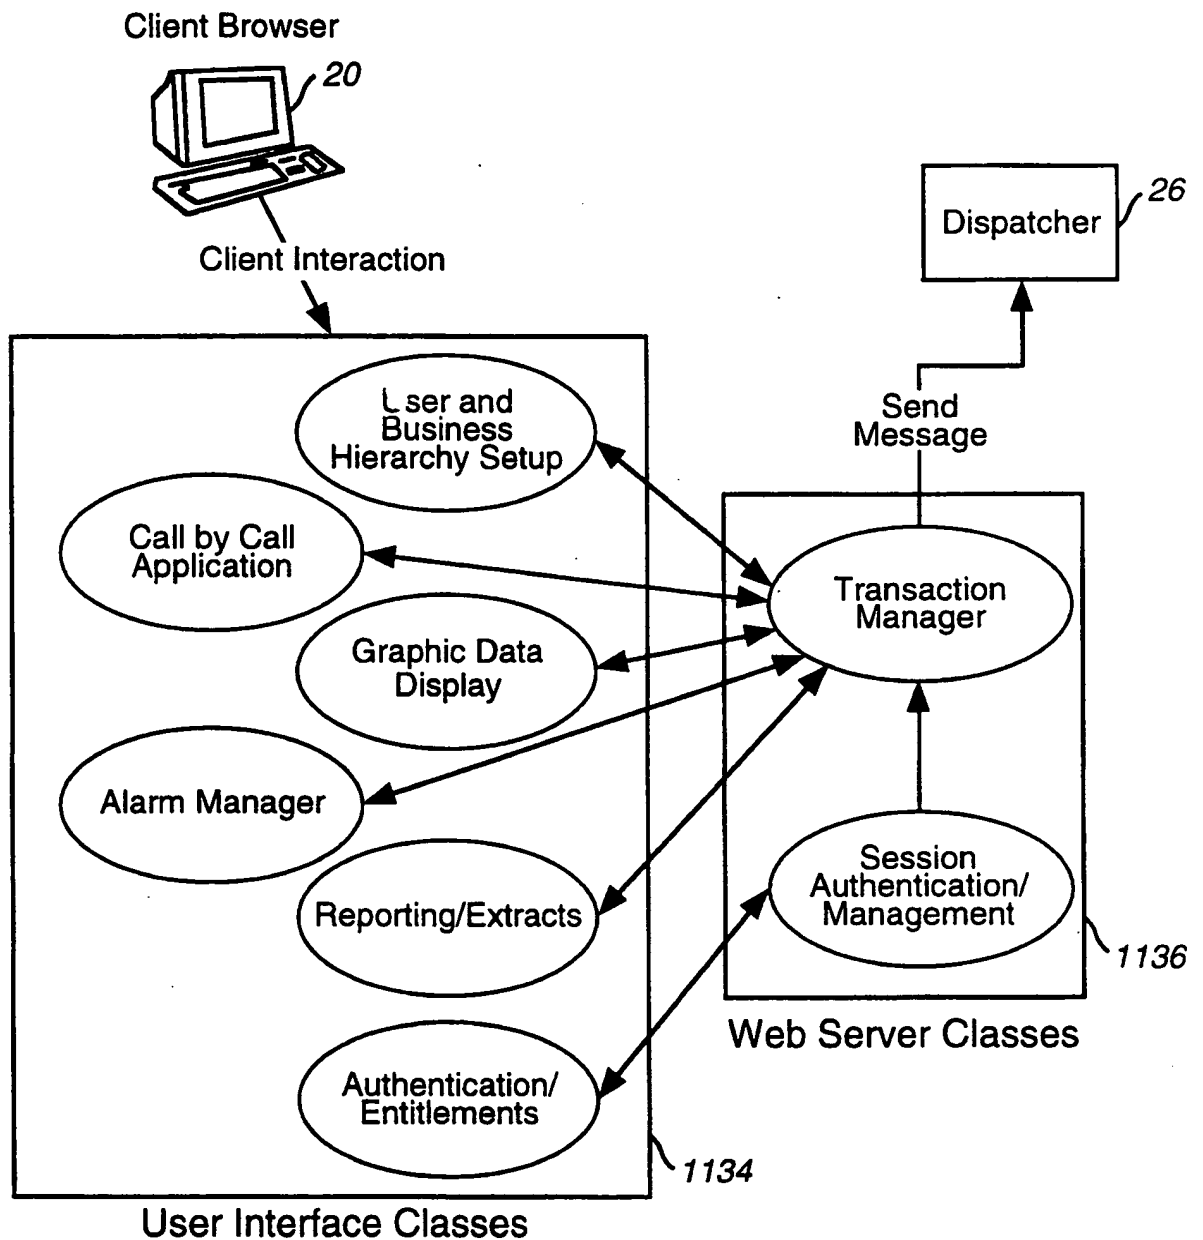 Client Browser
20
Client Interaction
Dispatcher
26
Send
Message
User and
Business
Hierarchy Setup
Call by Call
Application
Graphic Data
Display
Alarm Manager
Reporting/Extracts
Authentication/
Entitlements
1134
User Interface Classes
Transaction
Manager
Session
Authentication/
Management
1136
Web Server Classes